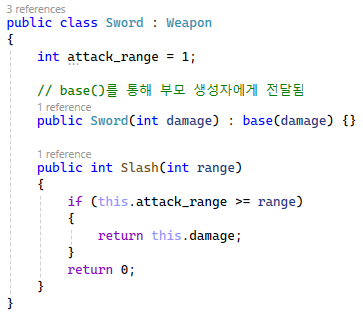 3 references
public class Sword : Weapon
{
    int attack_range = 1;

    // base()를 통해 부모 생성자에게 전달됨
    1 reference
    public Sword(int damage) : base(damage) {}

    1 reference
    public int Slash(int range)
    {
        if (this.attack_range >= range)
        {
            return this.damage;
        }
        return 0;
    }
}